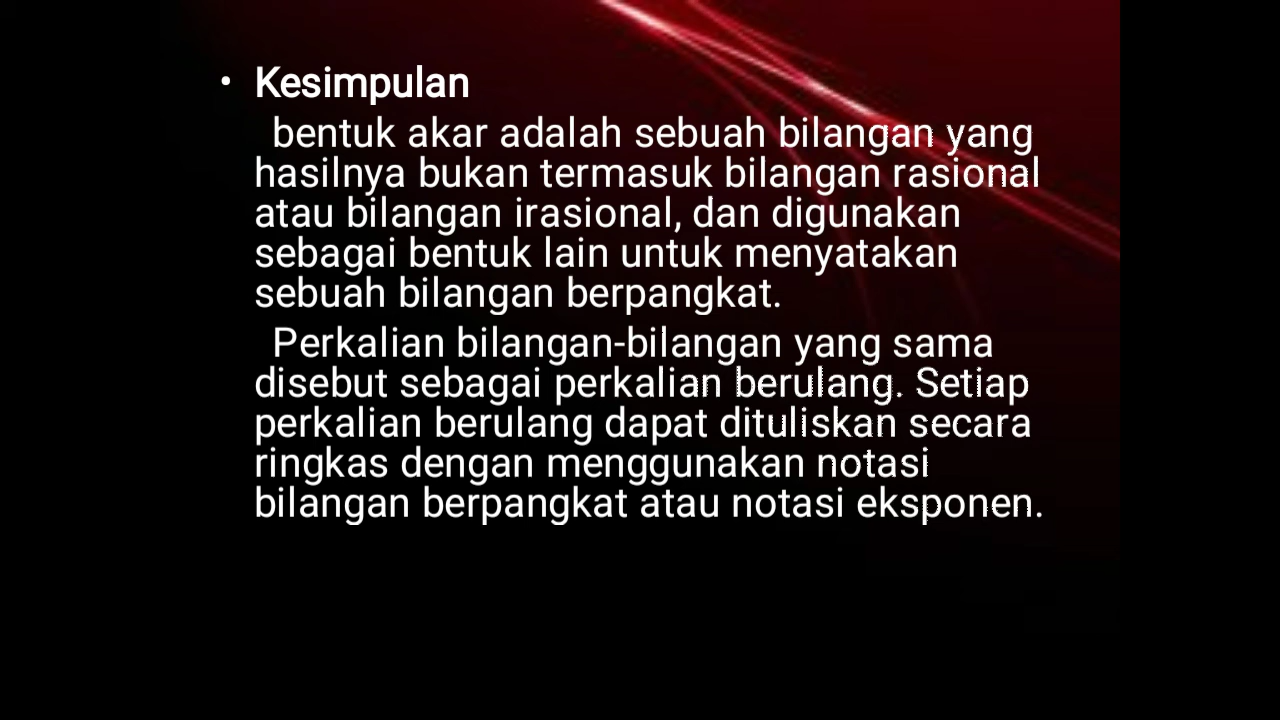 • Kesimpulan
bentuk akar adalah sebuah bilangan yang
hasilnya bukan termasuk bilangan rasional
atau bilangan irasional, dan digunakan
sebagai bentuk lain untuk menyatakan
sebuah bilangan berpangkat.
Perkalian bilangan-bilangan yang sama
disebut sebagai perkalian berulang. Setiap
perkalian berulang dapat dituliskan secara
ringkas dengan menggunakan notasi
bilangan berpangkat atau notasi eksponen.